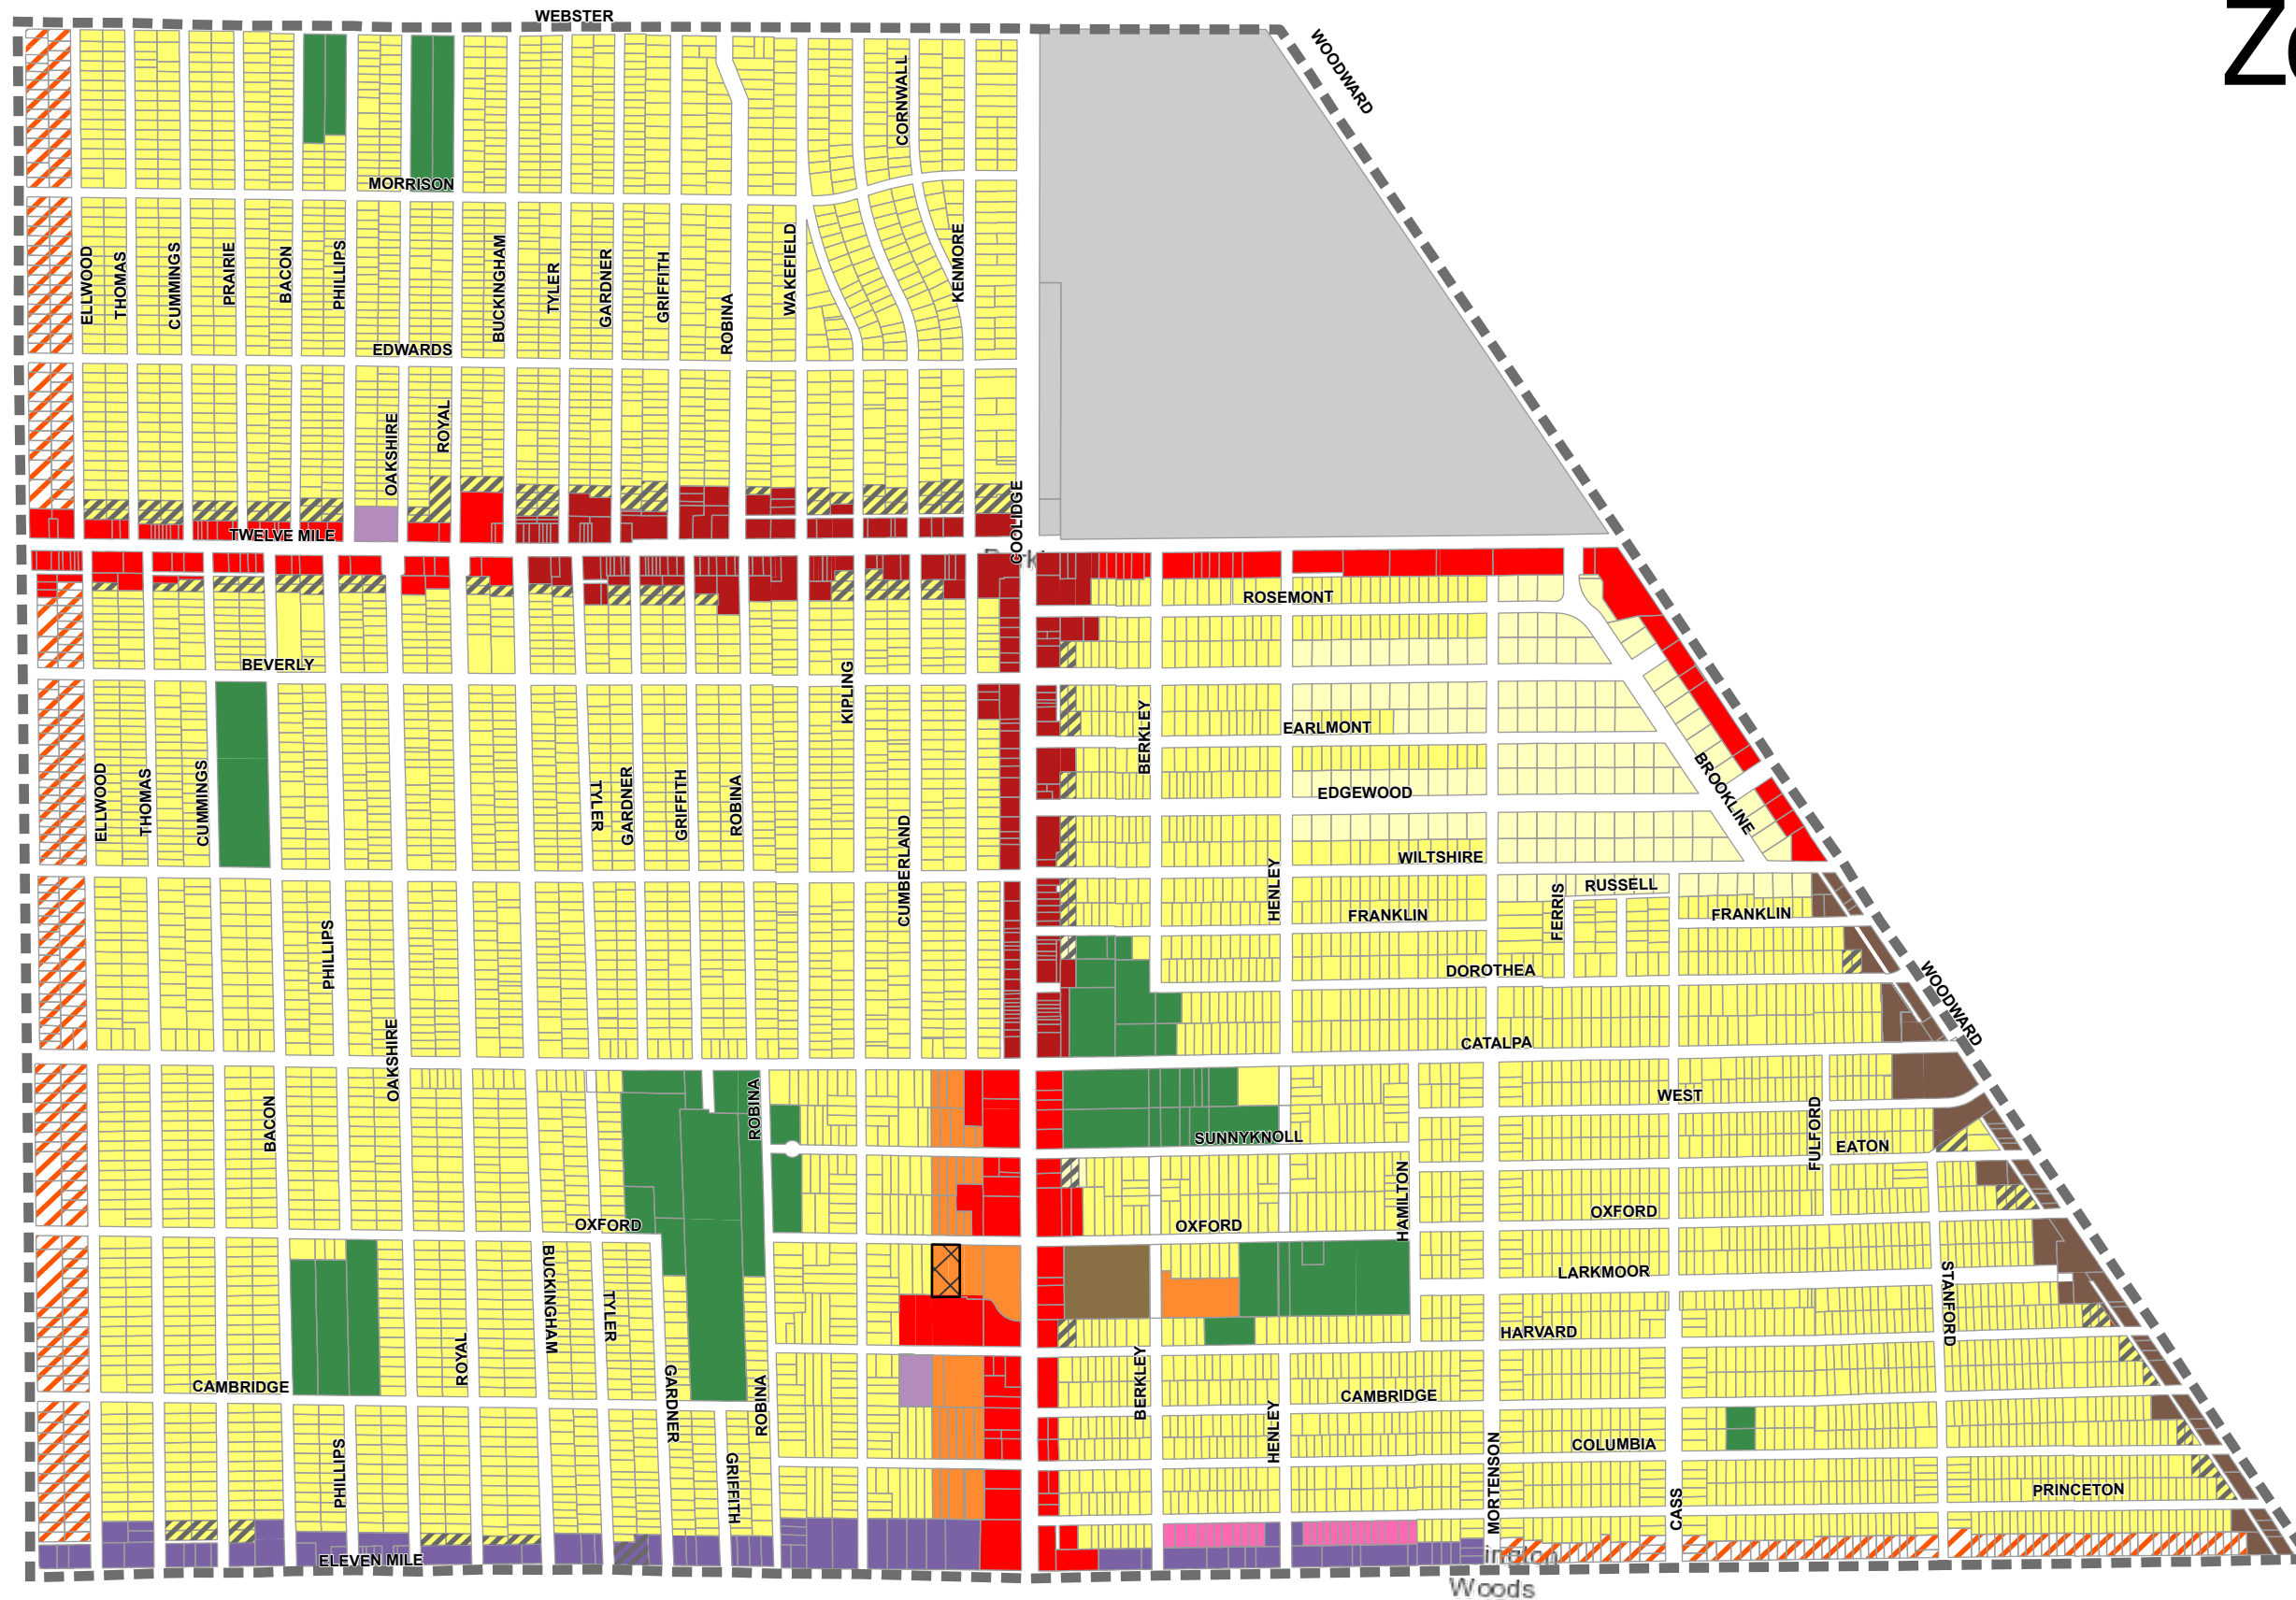 WEBSTER
WOODWARD
CORNWALL
MORRISON
ELLWOOD
THOMAS
CUMMINGS
PRAIRIE
BACON
PHILLIPS
BUCKINGHAM
TYLER
GARDNER
GRIFFITH
ROBINA
WAKEFIELD
KENMORE
EDWARDS
OAKSHIRE
ROYAL
COOLIDGE
TWELVE MILE
ROSEMONT
BEVERLY
KIPLING
BERKLEY
EARLMONT
ELLWOOD
THOMAS
CUMMINGS
TYLER
GARDNER
GRIFFITH
ROBINA
EDGEWOOD
BROOKLINE
CUMBERLAND
WILTSHIRE
HENLEY
RUSSELL
FERRIS
FRANKLIN
FRANKLIN
PHILLIPS
DOROTHEA
WOODWARD
OAKSHIRE
CATALPA
BACON
ROBINA
WEST
SUNNYKNOLL
FULFORD
EATON
HAMILTON
OXFORD
OXFORD
OXFORD
BUCKINGHAM
TYLER
LARKMOOR
STANFORD
ROYAL
HARVARD
CAMBRIDGE
GARDNER
ROBINA
BERKLEY
CAMBRIDGE
PHILLIPS
GRIFFITH
HENLEY
MORTENSON
COLUMBIA
CASS
PRINCETON
ELEVEN MILE
Woods